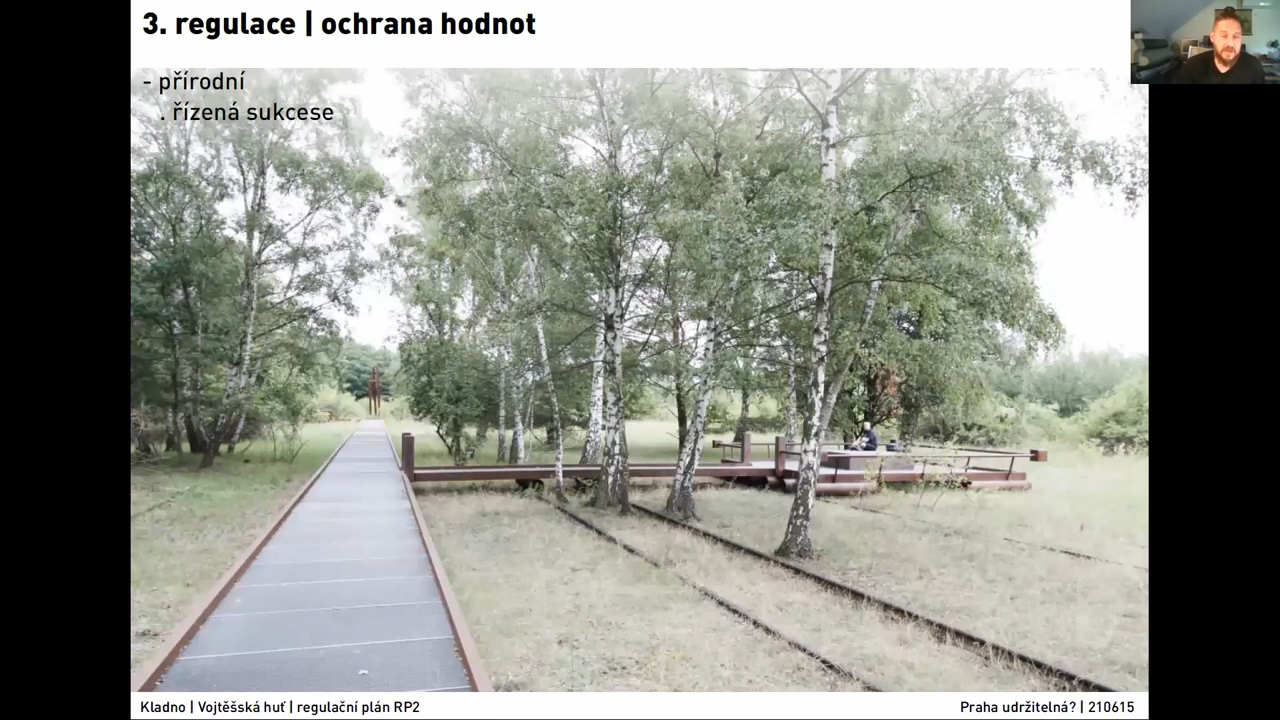 3. regulace | ochrana hodnot
- přírodní
. řízená sukcese
Kladno | Vojtěšská huť | regulační plán RP2
Praha udržitelná? | 210615